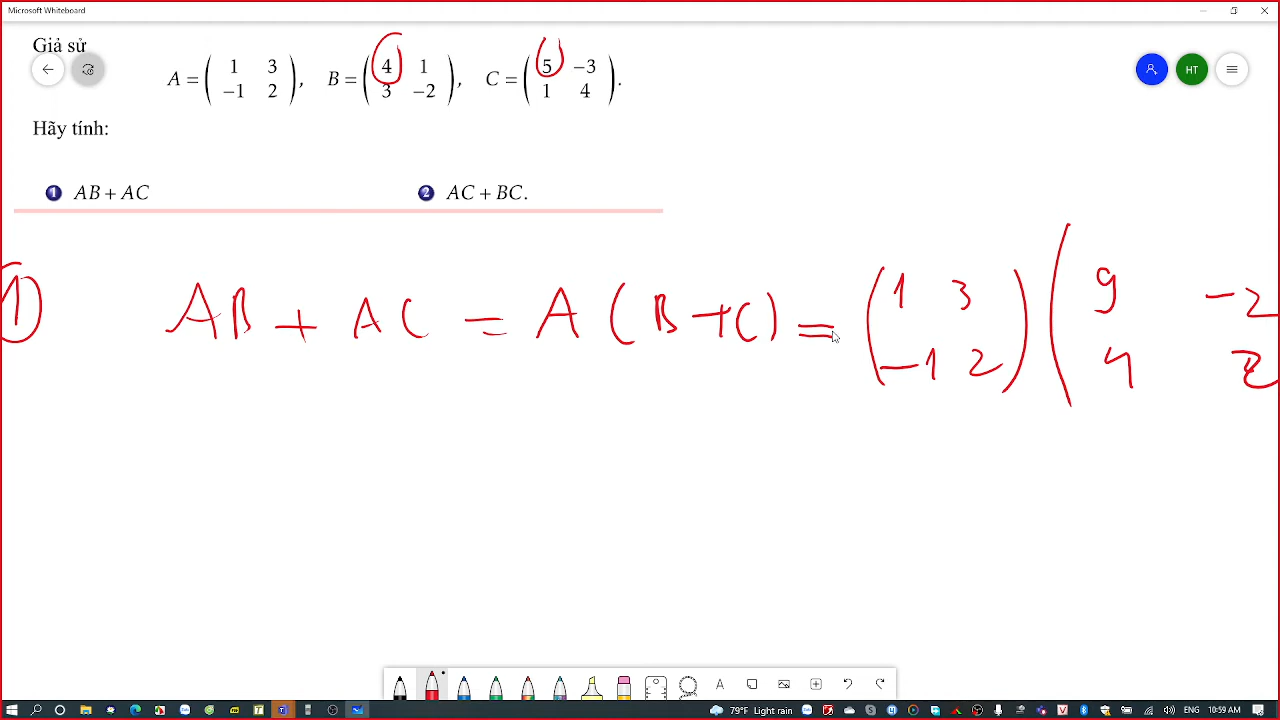 Microsoft Whiteboard
Giả sử
A = ( 1 3 −1 2 ), B = ( 4 1 3 −2 ), C = ( 5 −3 1 4 ).
HT
Hãy tính:
1 AB + AC
2 AC + BC.
1 AB + AC = A (B+C) = ( 1 3 −1 2 ) ( 9 −2 4 2
79°F Light rain
ENG
10:59 AM